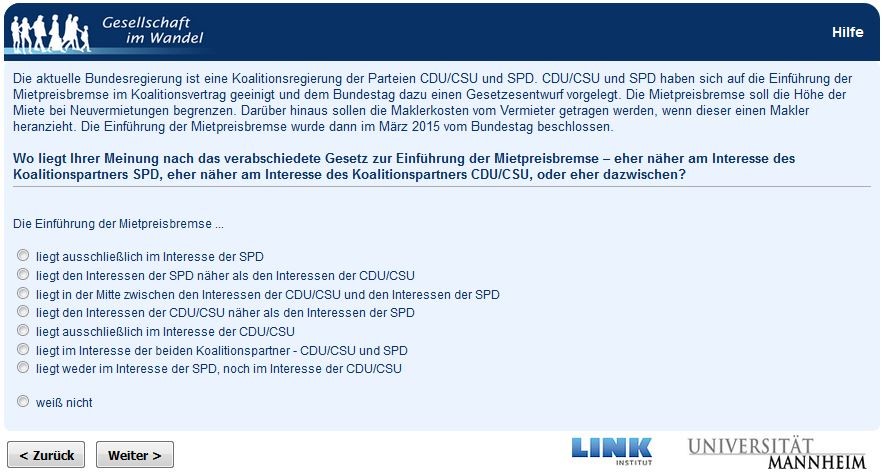 Gesellschaft
im Wandel
Hilfe
Die aktuelle Bundesregierung ist eine Koalitionsregierung der Parteien CDU/CSU und SPD. CDU/CSU und SPD haben sich auf die Einführung der
Mietpreisbremse im Koalitionsvertrag geeinigt und dem Bundestag dazu einen Gesetzesentwurf vorgelegt. Die Mietpreisbremse soll die Höhe der
Miete bei Neuvermietungen begrenzen. Darüber hinaus sollen die Maklerkosten vom Vermieter getragen werden, wenn dieser einen Makler
heranzieht. Die Einführung der Mietpreisbremse wurde dann im März 2015 vom Bundestag beschlossen.
Wo liegt Ihrer Meinung nach das verabschiedete Gesetz zur Einführung der Mietpreisbremse – eher näher am Interesse des
Koalitionspartners SPD, eher näher am Interesse des Koalitionspartners CDU/CSU, oder eher dazwischen?
Die Einführung der Mietpreisbremse ...
liegt ausschließlich im Interesse der SPD
liegt den Interessen der SPD näher als den Interessen der CDU/CSU
liegt in der Mitte zwischen den Interessen der CDU/CSU und den Interessen der SPD
liegt den Interessen der CDU/CSU näher als den Interessen der SPD
liegt ausschließlich im Interesse der CDU/CSU
liegt im Interesse der beiden Koalitionspartner - CDU/CSU und SPD
liegt weder im Interesse der SPD, noch im Interesse der CDU/CSU
weiß nicht
< Zurück
Weiter >
LINK
INSTITUT
UNIVERSITÄT
MANNHEIM